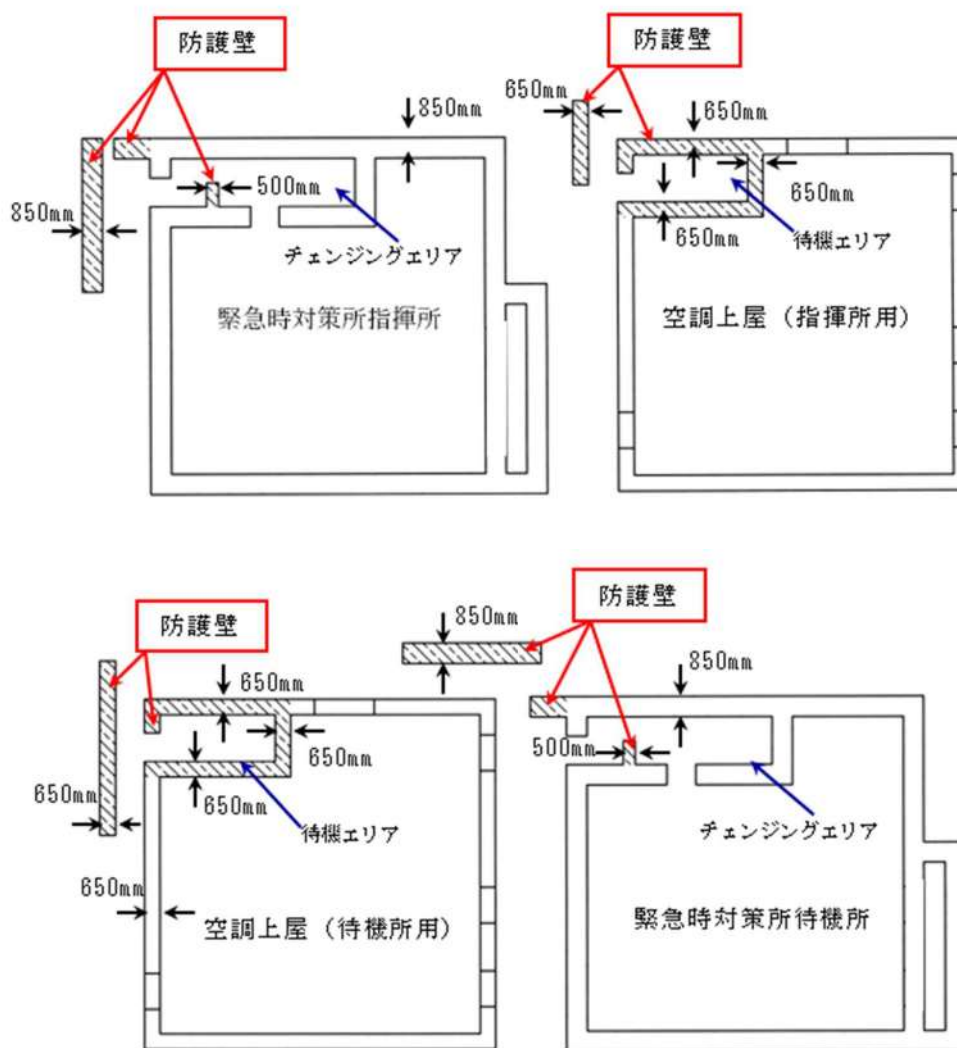 防護壁
850mm
500mm
850mm
チェンジングエリア
緊急時対策所指揮所
防護壁
650mm
650mm
650mm
650mm
待機エリア
空調上屋（指揮所用）
防護壁
650mm
650mm
650mm
650mm
650mm
待機エリア
空調上屋（待機所用）
防護壁
850mm
850mm
500mm
チェンジングエリア
緊急時対策所待機所